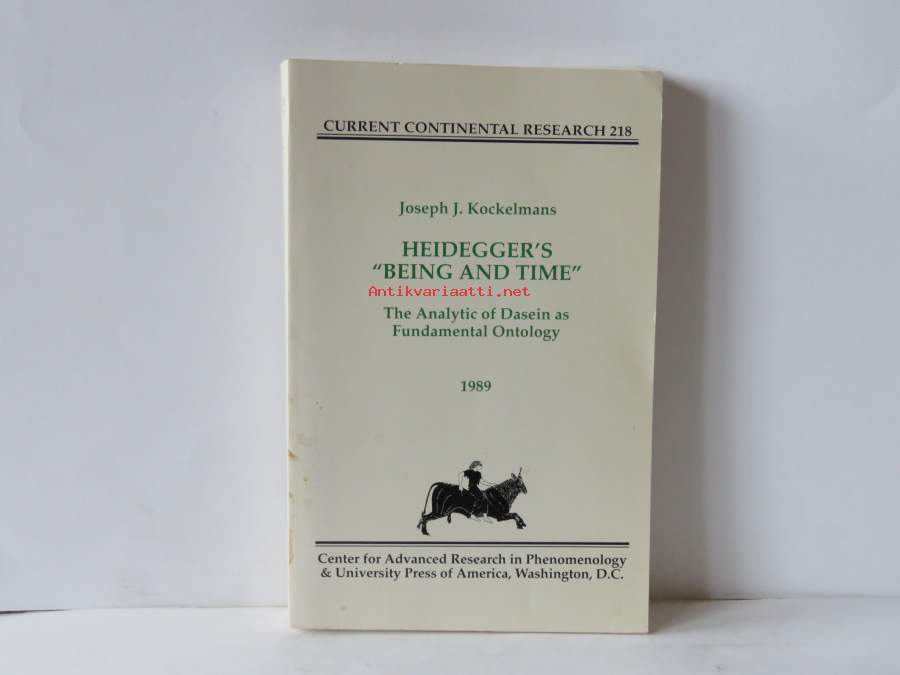 CURRENT CONTINENTAL RESEARCH 218
Joseph J. Kockelmans
HEIDEGGER'S
"BEING AND TIME"
Antikvariaatti.net
The Analytic of Dasein as
Fundamental Ontology
1989
Center for Advanced Research in Phenomenology
& University Press of America, Washington, D.C.